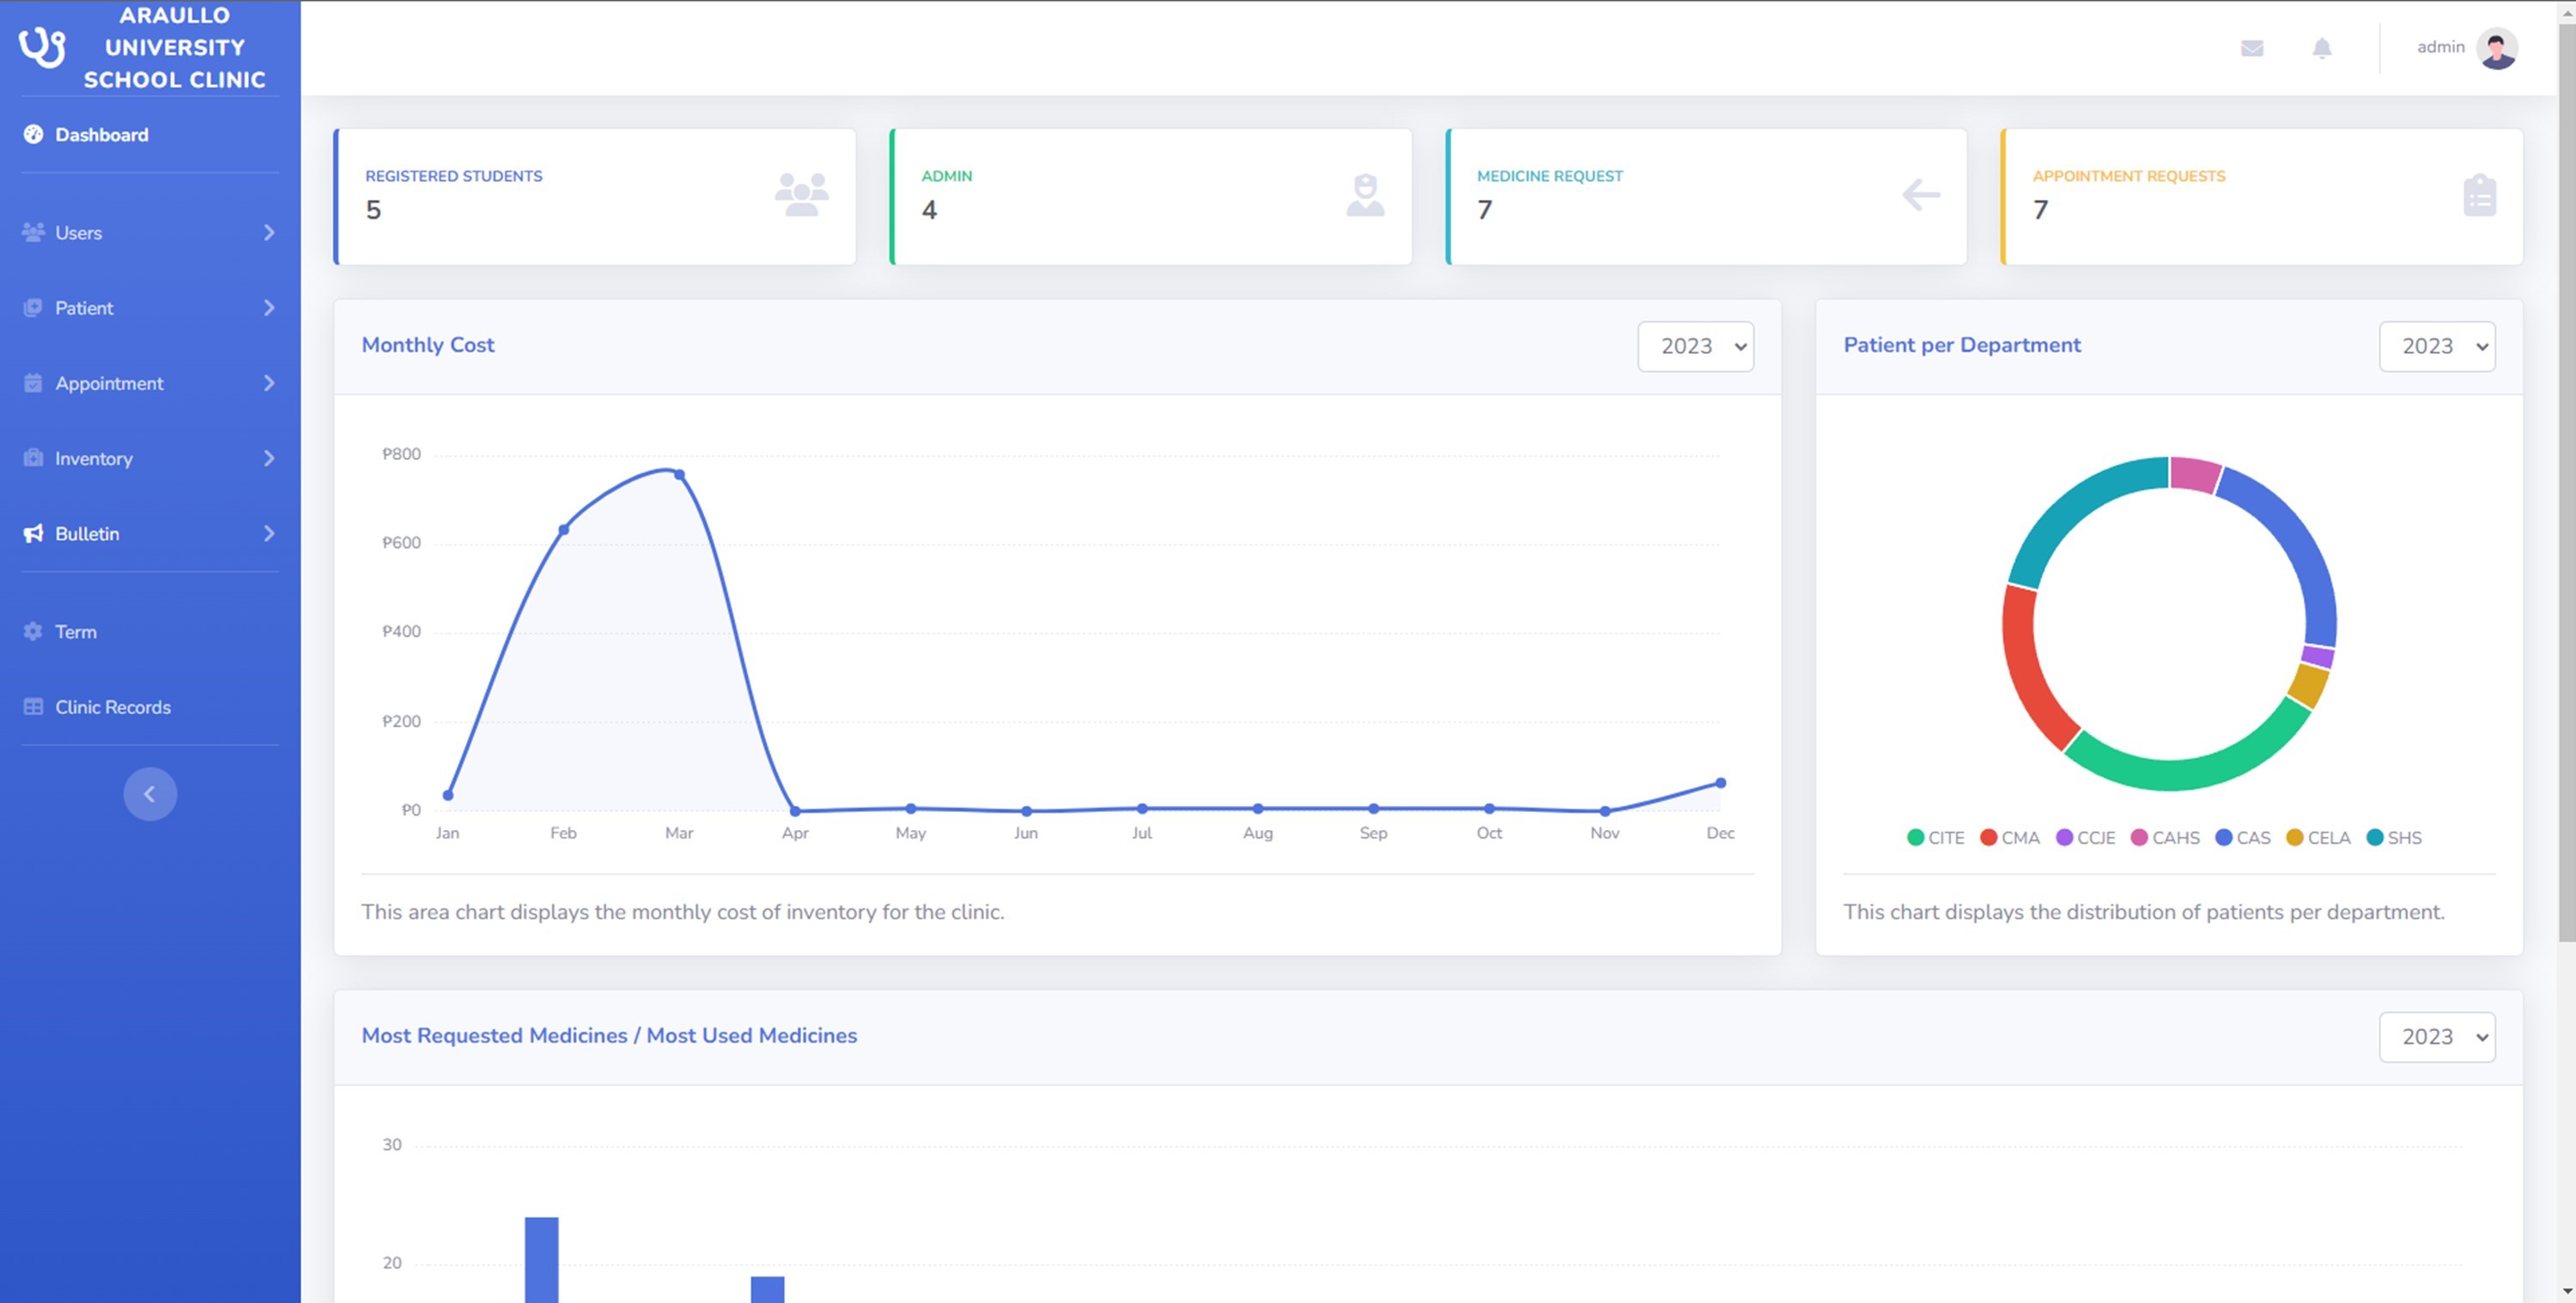 ARAULLO
UNIVERSITY
SCHOOL CLINIC
Dashboard
Users
Patient
Appointment
Inventory
Bulletin
Term
Clinic Records
admin
REGISTERED STUDENTS
5
ADMIN
4
MEDICINE REQUEST
7
APPOINTMENT REQUESTS
7
Monthly Cost
2023
₱800
₱600
₱400
₱200
₱0
Jan Feb Mar Apr May Jun Jul Aug Sep Oct Nov Dec
This area chart displays the monthly cost of inventory for the clinic.
Patient per Department
2023
CITE CMA CCJE CAHS CAS CELA SHS
This chart displays the distribution of patients per department.
Most Requested Medicines / Most Used Medicines
2023
30
20